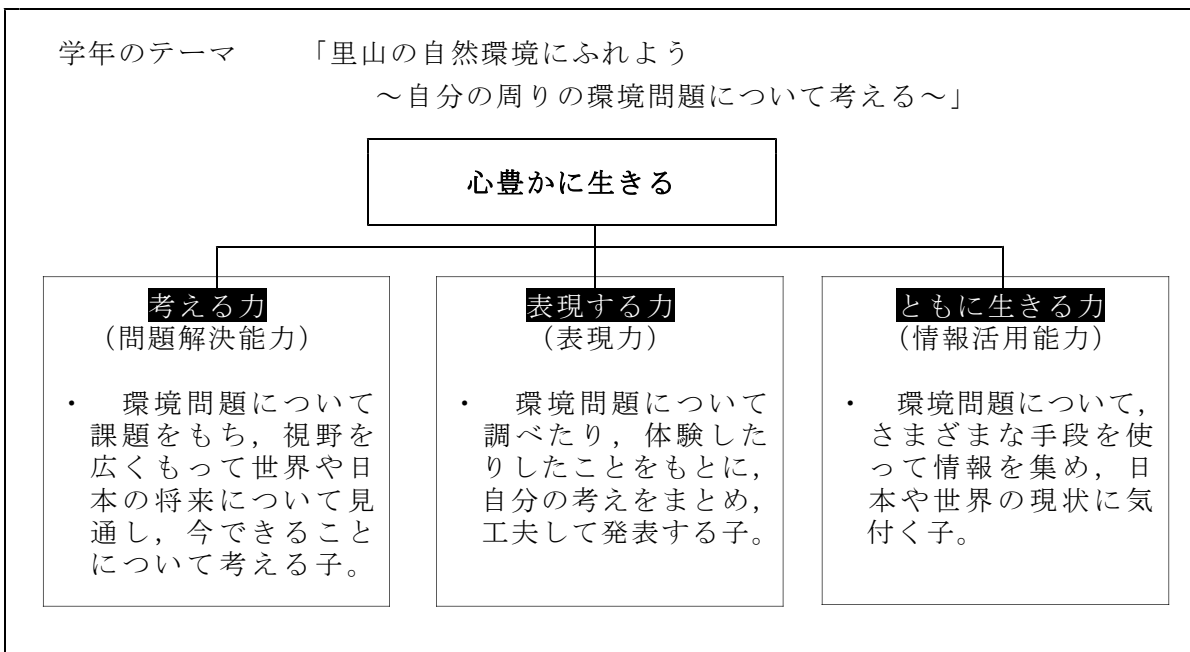 学年のテーマ　　「里山の自然環境にふれよう
～自分の周りの環境問題について考える～」
心豊かに生きる
考える力
（問題解決能力）
・　環境問題について
課題をもち，視野を
広くもって世界や日
本の将来について見
通し，今できること
について考える子。
表現する力
（表現力）
・　環境問題について
調べたり，体験した
りしたことをもとに，
自分の考えをまとめ，
工夫して発表する子。
ともに生きる力
（情報活用能力）
・　環境問題について，
さまざまな手段を使
って情報を集め，日
本や世界の現状に気
付く子。